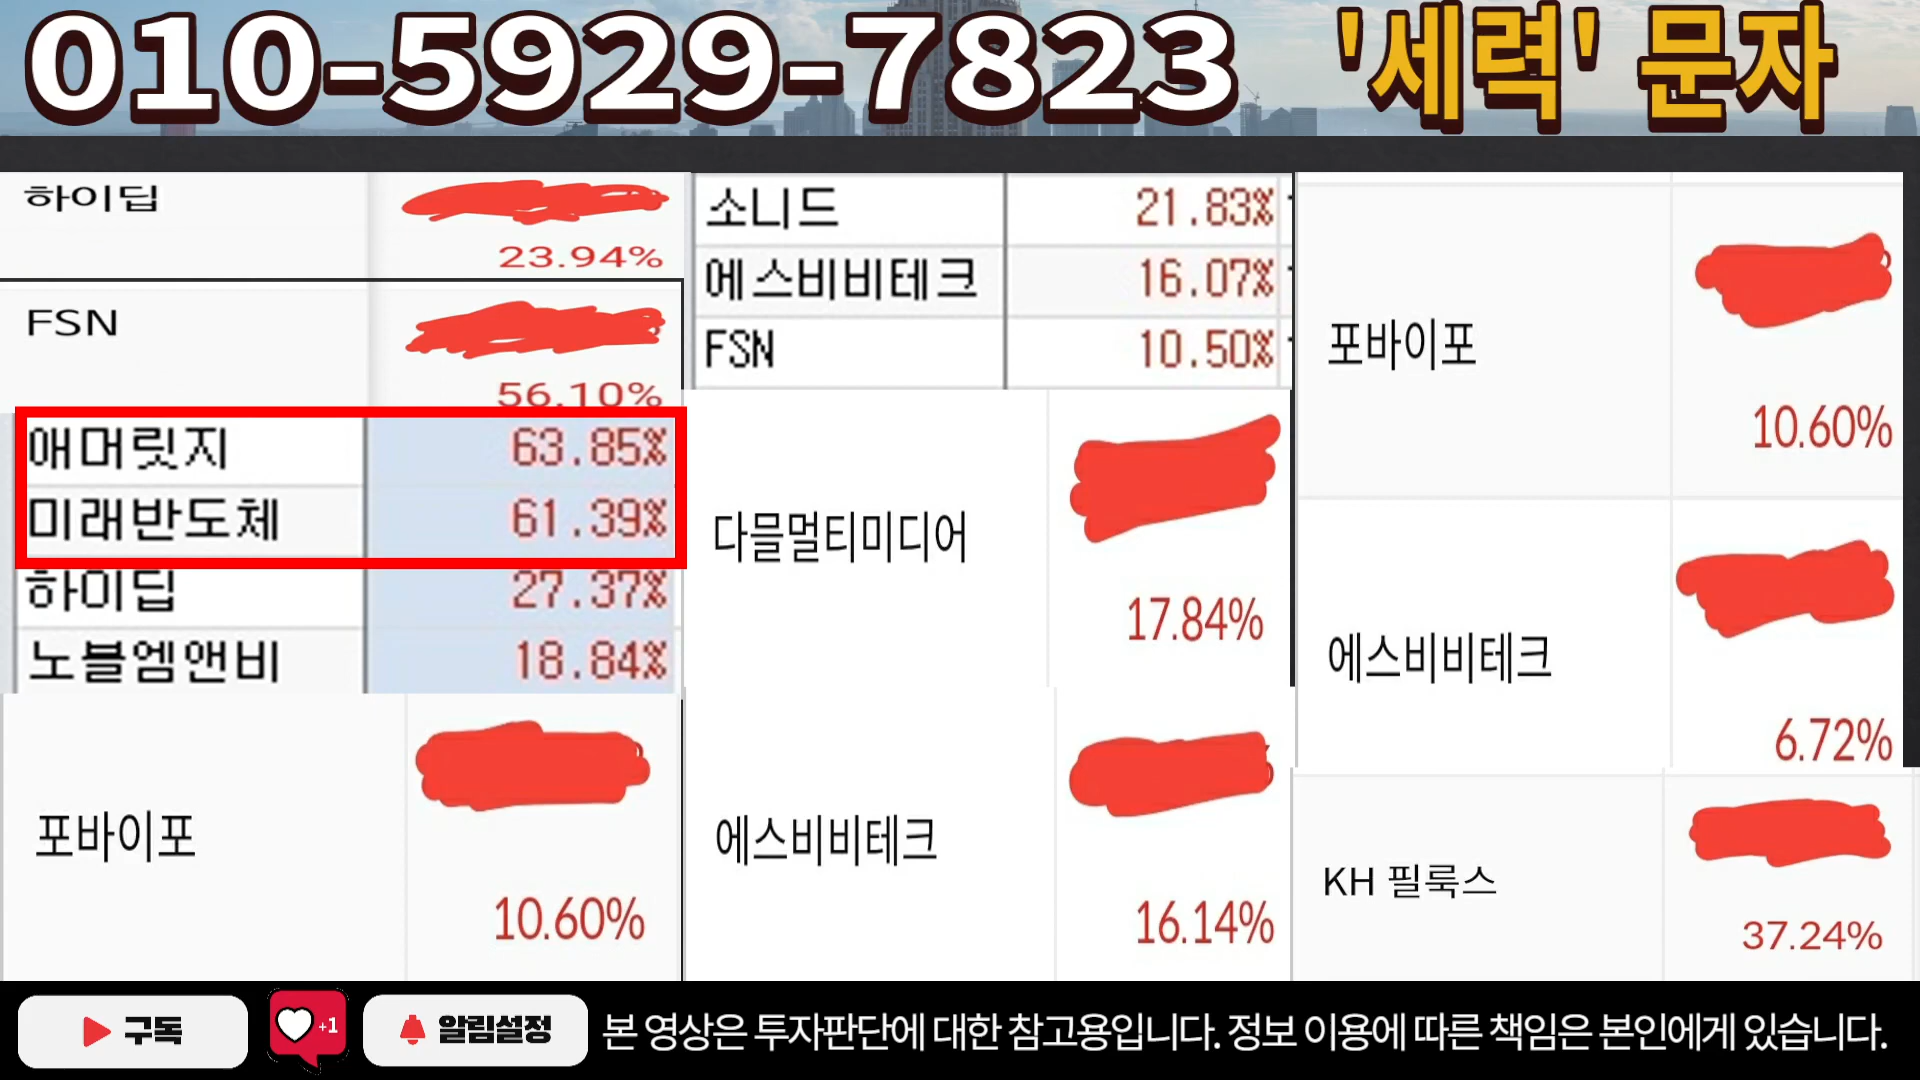 010-5929-7823 '세력' 문자
하이딥
23.94%
FSN
56.10%
애머릿지 63.85%
미래반도체 61.39%
하이딥 27.37%
노블엠앤비 18.84%
포바이포
10.60%
소니드 21.83%
에스비비테크 16.07%
FSN 10.50%
다믈멀티미디어
17.84%
에스비비테크
16.14%
포바이포
10.60%
에스비비테크
6.72%
KH 필룩스
37.24%
구독 +1 알림설정 본 영상은 투자판단에 대한 참고용입니다. 정보 이용에 따른 책임은 본인에게 있습니다.